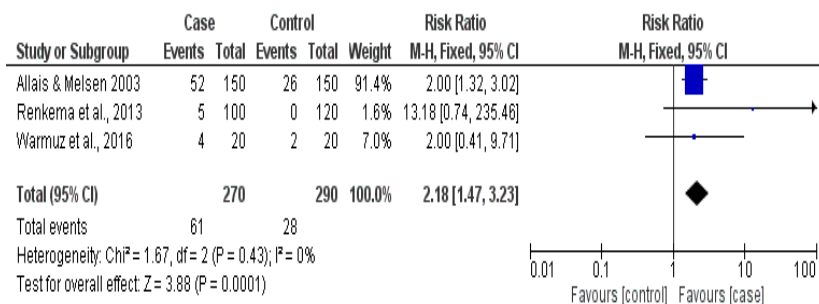 Case Control Risk Ratio Risk Ratio
Study or Subgroup Events Total Events Total Weight M-H, Fixed, 95% CI M-H, Fixed, 95% CI
Allais & Melsen 2003 52 150 26 150 91.4% 2.00 [1.32, 3.02]
Renkema et al., 2013 5 100 0 120 1.6% 13.18 [0.74, 235.46]
Warmuz et al., 2016 4 20 2 20 7.0% 2.00 [0.41, 9.71]
Total (95% CI) 270 290 100.0% 2.18 [1.47, 3.23]
Total events 61 28
Heterogeneity: Chi² = 1.67, df = 2 (P = 0.43); I² = 0%
Test for overall effect: Z = 3.88 (P = 0.0001)
0.01 0.1 1 10 100
Favours [control] Favours [case]